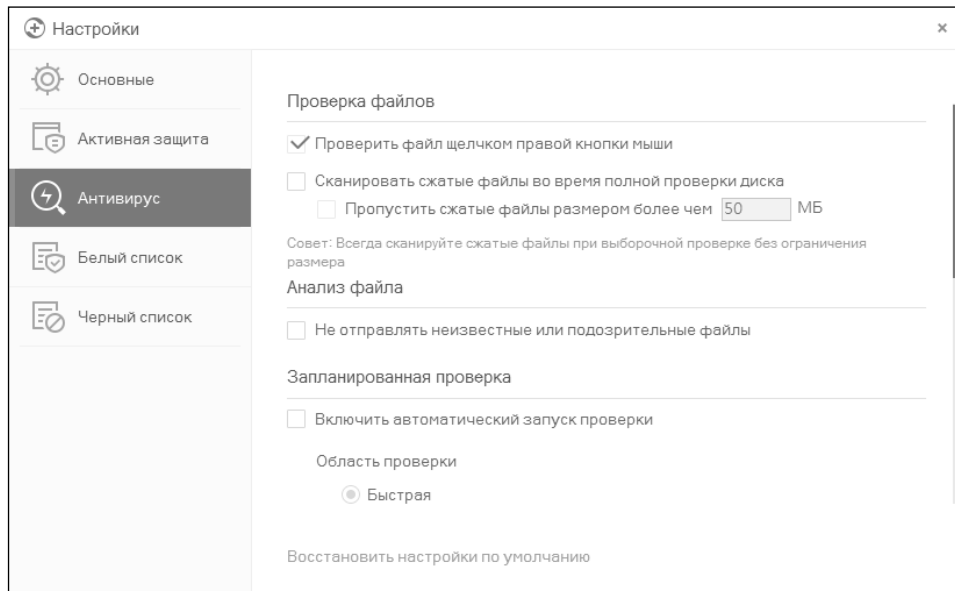 Настройки
Основные
Активная защита
Антивирус
Белый список
Черный список
Проверка файлов
Проверить файл щелчком правой кнопки мыши
Сканировать сжатые файлы во время полной проверки диска
Пропустить сжатые файлы размером более чем 50 МБ
Совет: Всегда сканируйте сжатые файлы при выборочной проверке без ограничения
размера
Анализ файла
Не отправлять неизвестные или подозрительные файлы
Запланированная проверка
Включить автоматический запуск проверки
Область проверки
Быстрая
Восстановить настройки по умолчанию